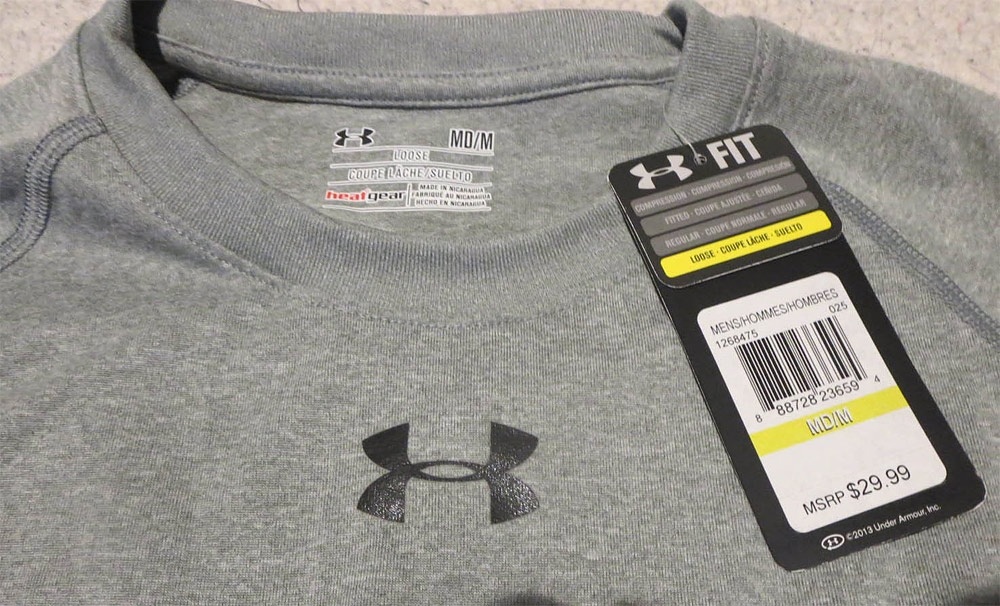 MD/M
LOOSE
COUPE LÂCHE/SUELTO
heatgear
MADE IN NICARAGUA
FABRIQUÉ AU NICARAGUA
HECHO EN NICARAGUA
FIT
COMPRESSION · COMPRESSION · COMPRESIÓN
FITTED · COUPE AJUSTÉE · CEÑIDA
REGULAR · COUPE NORMALE · REGULAR
LOOSE · COUPE LÂCHE · SUELTO
MENS/HOMMES/HOMBRES
1268475 025
8 88728 23659 4
MD/M
MSRP $29.99
©2013 Under Armour, Inc.